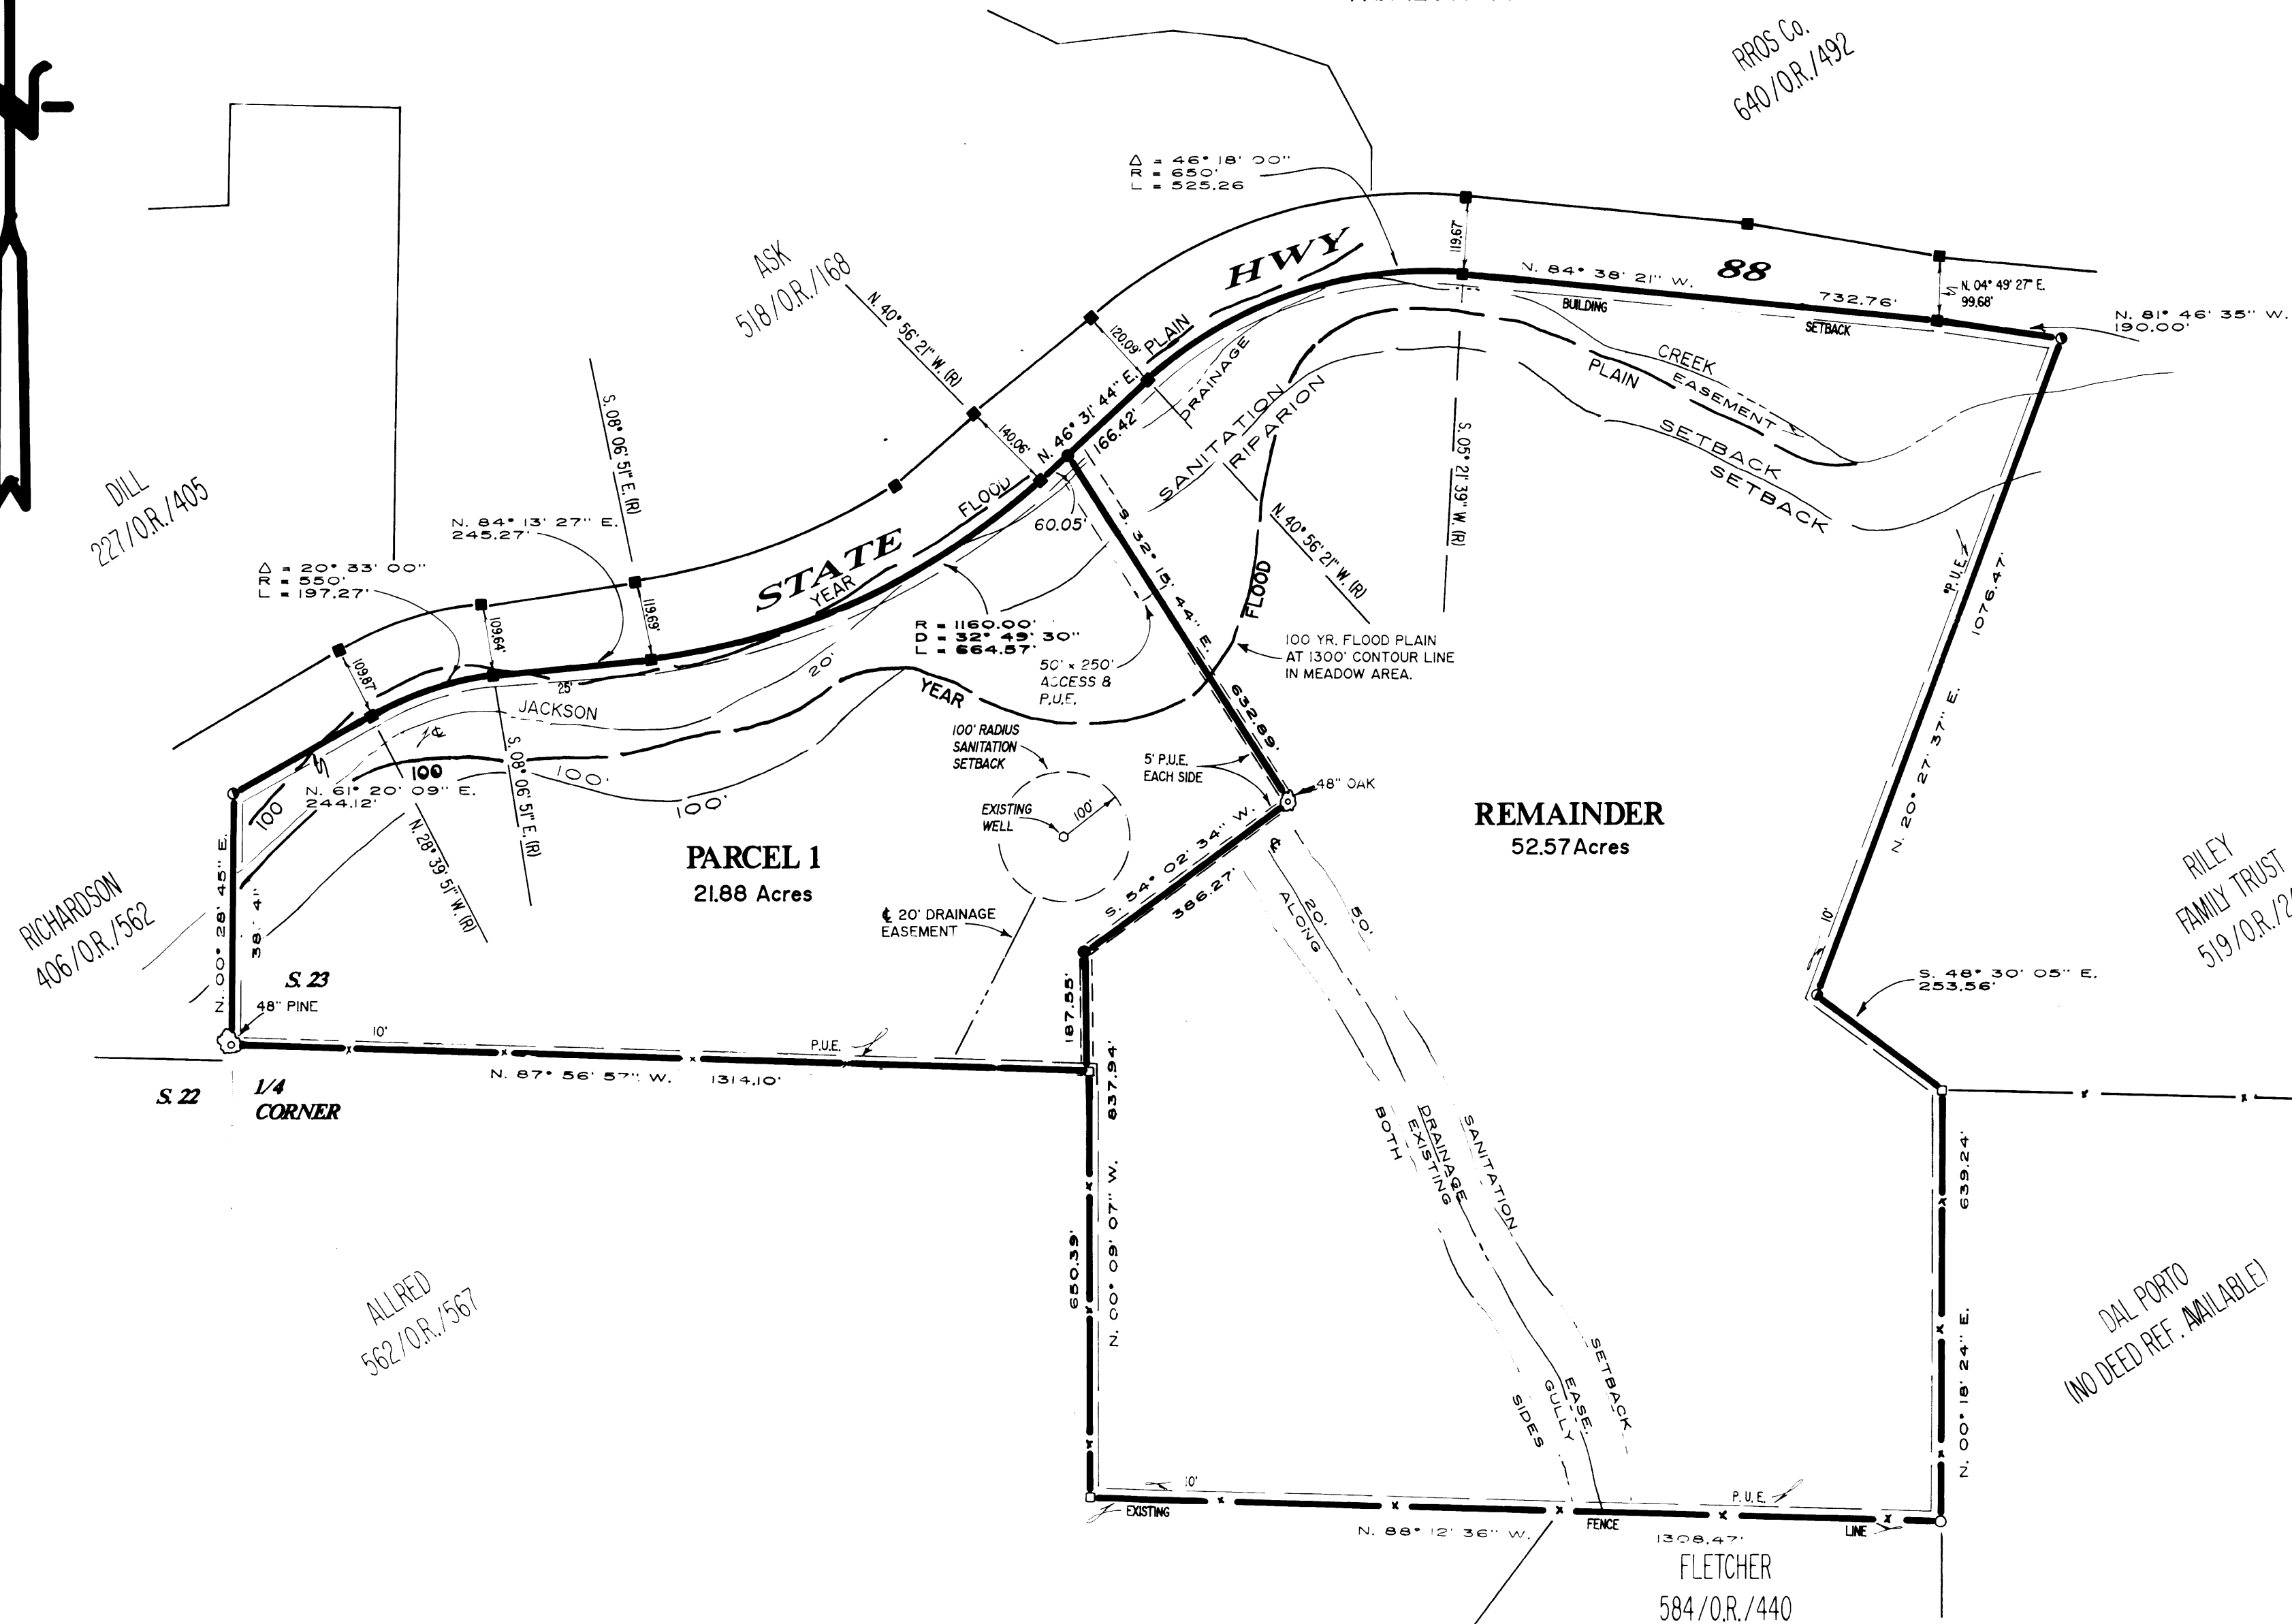 RROS Co.
640/O.R./492
Δ = 46° 18' 00"
R = 650'
L = 525.26
ASK
518/O.R./168
N. 40° 56' 21" W. (R)
STATE
HWY
88
119.67'
N. 84° 38' 21" W.
732.76'
BUILDING
SETBACK
N. 04° 49' 27" E.
99.68'
N. 81° 46' 35" W.
190.00'
120.09'
PLAIN
N. 46° 31' 44" E.
166.42'
140.06'
60.05'
DRAINAGE
SANITATION
RIPARION
CREEK
EASEMENT
PLAIN
SETBACK
SETBACK
S. 05° 21' 39" W. (R)
N. 40° 56' 21" W. (R)
DILL
227/O.R./405
S. 08° 06' 51" E. (R)
N. 84° 13' 27" E.
245.27'
Δ = 20° 33' 00"
R = 550'
L = 197.27'
FLOOD
YEAR
109.87'
109.64'
119.69'
R = 1160.00'
D = 32° 49' 30"
L = 664.57'
S. 32° 15' 44" E.
632.89'
50' x 250'
ACCESS &
P.U.E.
FLOOD
100 YR. FLOOD PLAIN
AT 1300' CONTOUR LINE
IN MEADOW AREA.
P.U.E.
1076.47'
N. 20° 27' 37" E.
10'
25'
20'
JACKSON
YEAR
100
100
100'
100'
N. 61° 20' 09" E.
244.12'
N. 28° 39' 51" W. (R)
S. 08° 06' 51" E. (R)
100' RADIUS
SANITATION
SETBACK
EXISTING
WELL
100'
5' P.U.E.
EACH SIDE
48" OAK
PARCEL 1
21.88 Acres
REMAINDER
52.57 Acres
S. 54° 02' 34" W.
386.27'
℄ 20' DRAINAGE
EASEMENT
RICHARDSON
406/O.R./562
N. 00° 28' 45" E.
S. 23
48" PINE
10'
P.U.E.
N. 87° 56' 57" W.
1314.10'
S. 22
1/4
CORNER
187.55'
837.94'
650.39'
N. 00° 09' 07" W.
20'
ALONG
BOTH
SIDES
50'
SANITATION
SETBACK
DRAINAGE
EASE.
EXISTING
GULLY
S. 48° 30' 05" E.
253.56'
RILEY
FAMILY TRUST
639.24'
N. 00° 18' 24" E.
DAL PORTO
(NO DEED REF. AVAILABLE)
ALLRED
562/O.R./567
10'
P.U.E.
EXISTING
FENCE
LINE
N. 88° 12' 36" W.
1308.47'
FLETCHER
584/O.R./440